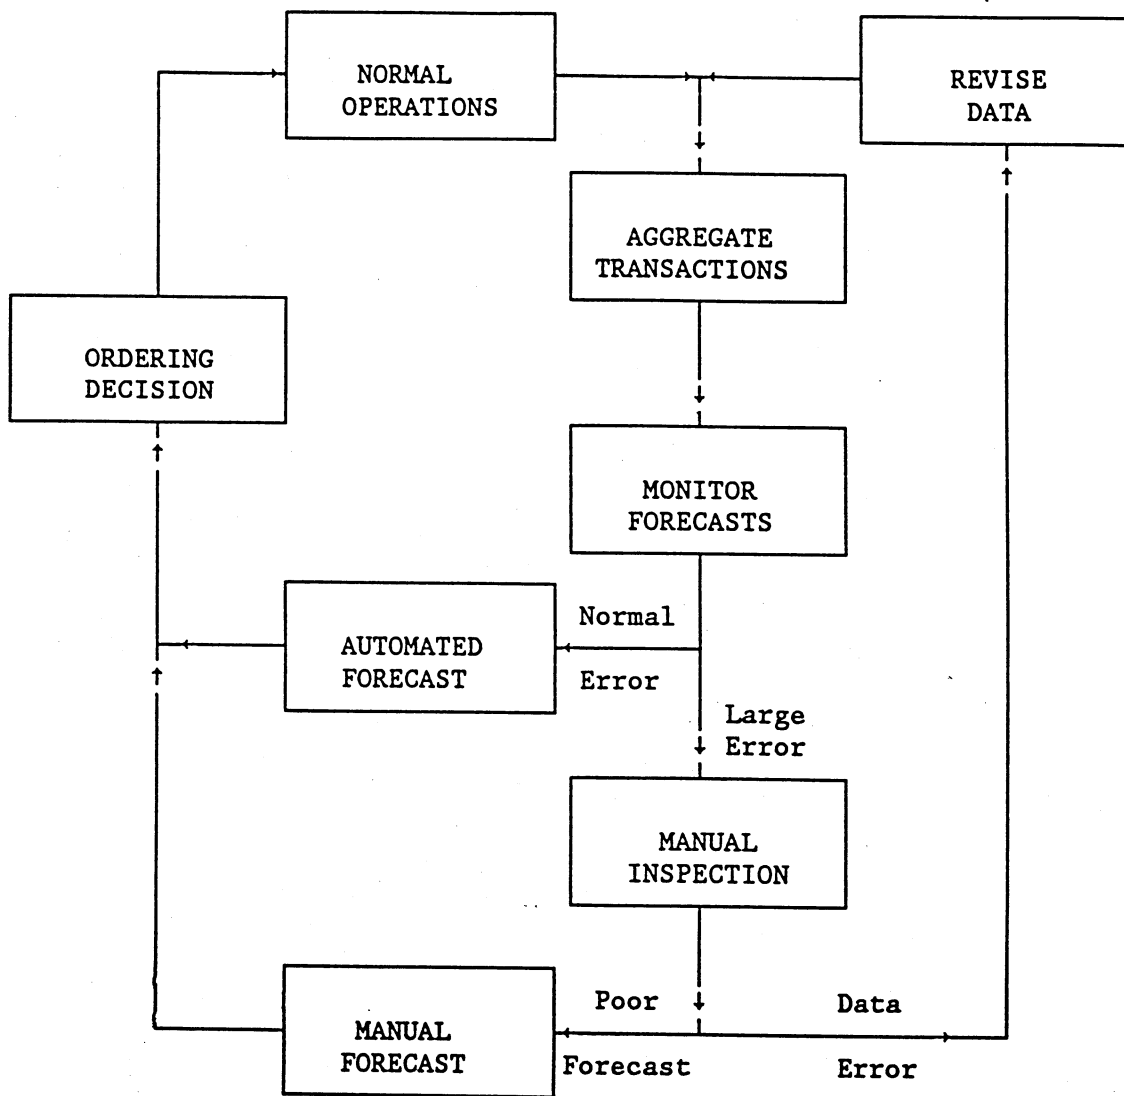 NORMAL
OPERATIONS
REVISE
DATA
AGGREGATE
TRANSACTIONS
ORDERING
DECISION
MONITOR
FORECASTS
AUTOMATED
FORECAST
Normal
Error
Large
Error
MANUAL
INSPECTION
MANUAL
FORECAST
Poor
Forecast
Data
Error